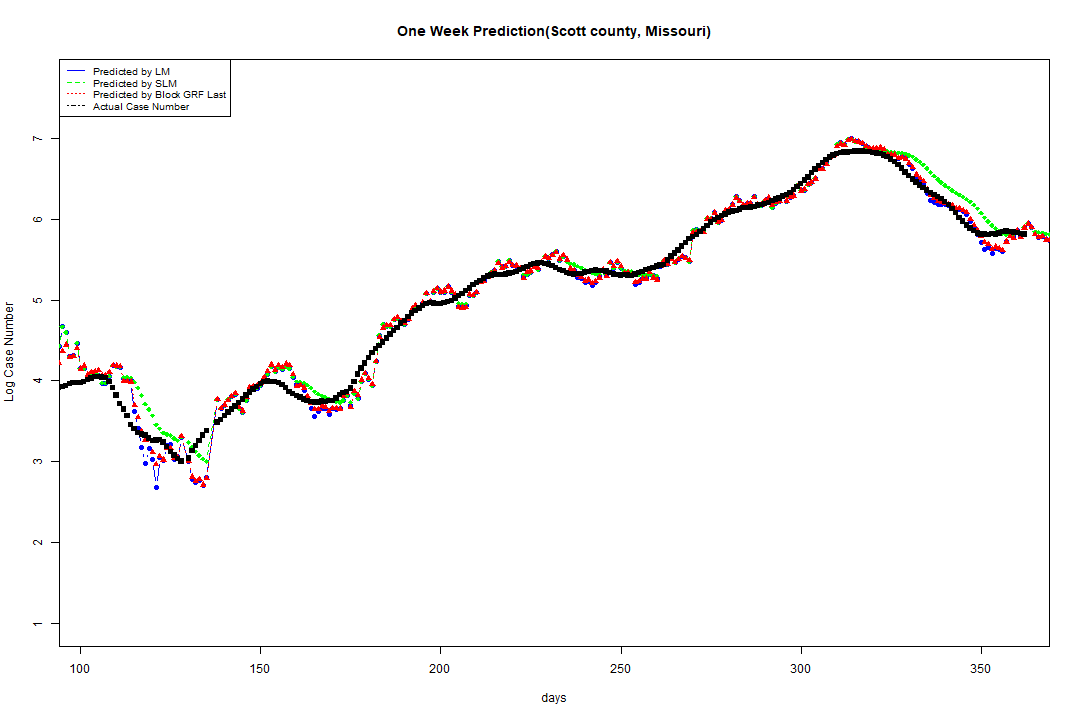 One Week Prediction(Scott county, Missouri)
Predicted by LM
Predicted by SLM
Predicted by Block GRF Last
Actual Case Number
7
6
5
4
3
2
1
Log Case Number
100 150 200 250 300 350
days